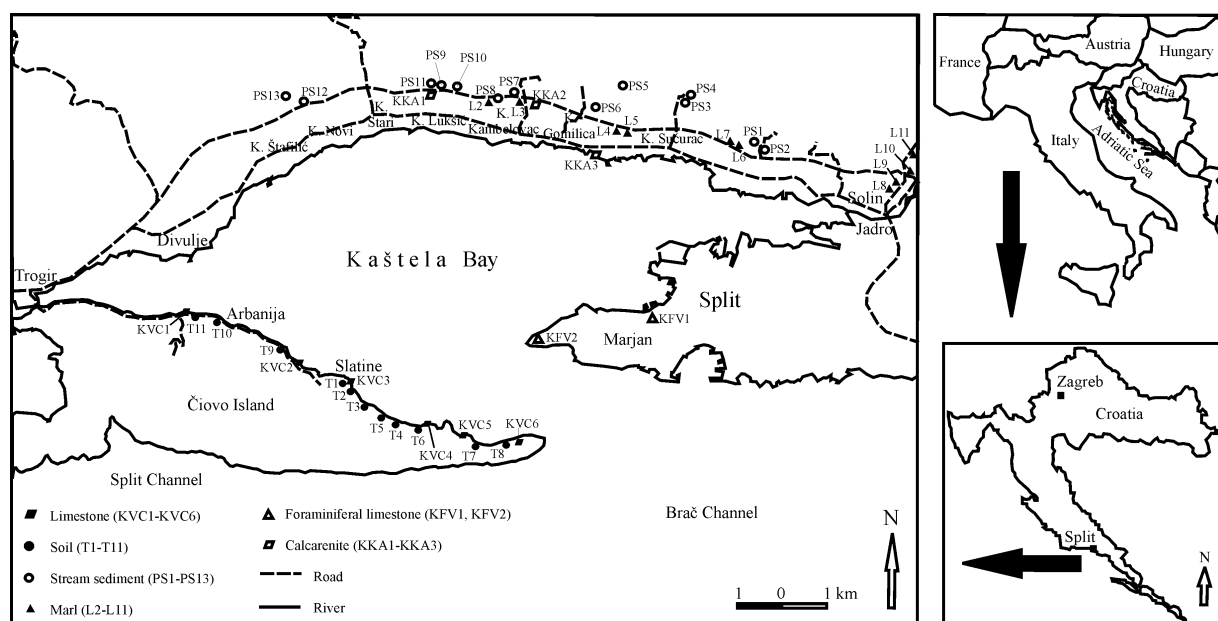 PS9
PS10
PS11
PS7
PS5
PS4
PS13
PS12
KKA1
PS8
L2
K.
L3
KKA2
PS6
PS3
K.
Stari
K. Lukšić
Kambelovac
K.
Gomilica
L4
L5
K. Sućurac
L7
L6
PS1
PS2
L11
L10
L9
L8
K. Novi
K. Štafilić
KKA3
Solin
Jadro
Divulje
Trogir
Kaštela Bay
Split
KFV1
KFV2
Marjan
Arbanija
KVC1
T11
T10
T9
KVC2
Slatine
T1
KVC3
T2
T3
Čiovo Island
T5
T4
T6
KVC4
KVC5
T7
KVC6
T8
Split Channel
Brač Channel
Limestone (KVC1-KVC6)
Soil (T1-T11)
Stream sediment (PS1-PS13)
Marl (L2-L11)
Foraminiferal limestone (KFV1, KFV2)
Calcarenite (KKA1-KKA3)
Road
River
N
1 0 1 km
France
Austria
Hungary
Croatia
Italy
Adriatic Sea
Zagreb
Croatia
Split
N